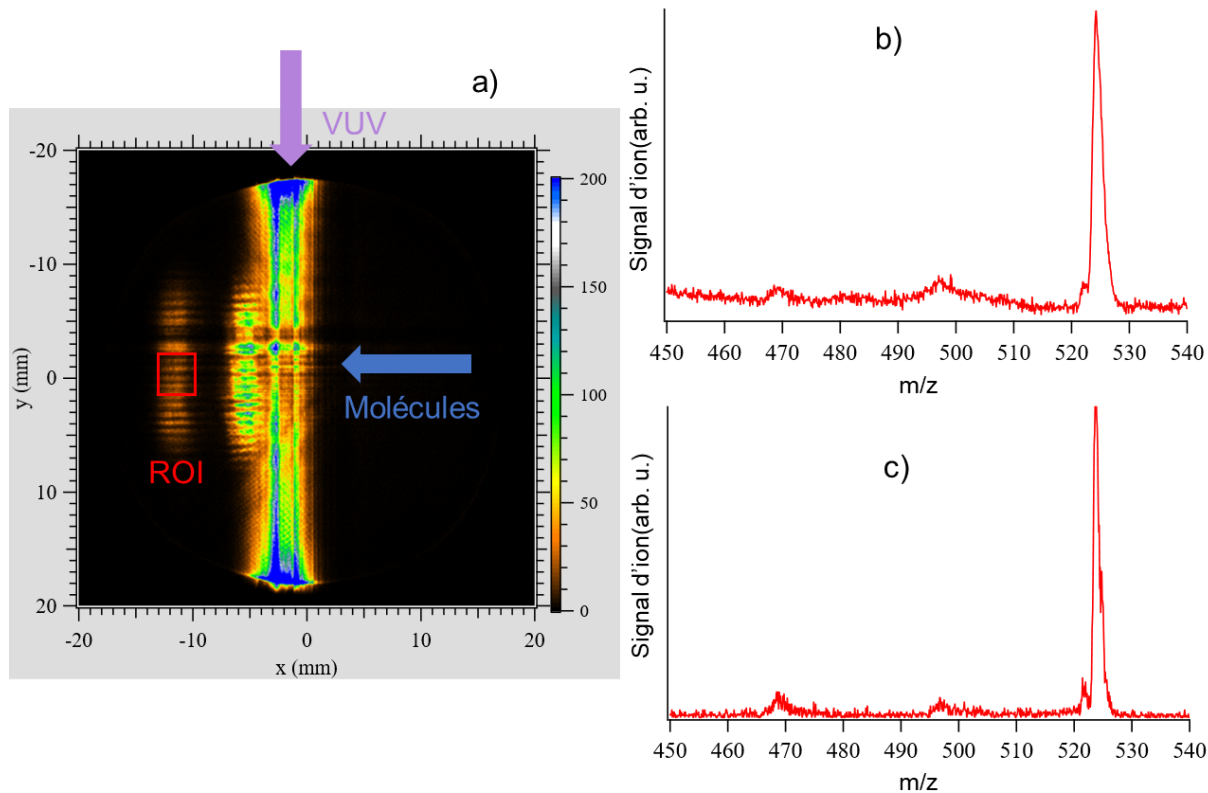 a)
VUV
-20
-10
0
10
20
y (mm)
-20 -10 0 10 20
x (mm)
200
150
100
50
0
Molécules
ROI
b)
Signal d'ion(arb. u.)
450 460 470 480 490 500 510 520 530 540
m/z
c)
Signal d'ion(arb. u.)
450 460 470 480 490 500 510 520 530 540
m/z